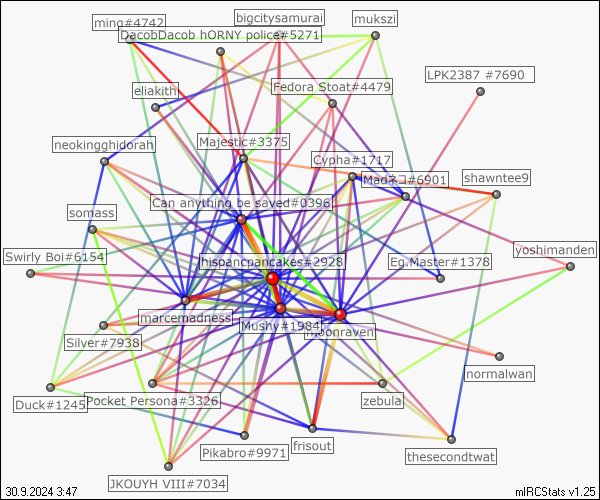 bigcitysamurai
ming#4742
mukszi
DacobDacob hORNY police#5271
LPK2387 #7690
Fedora Stoat#4479
eliakith
Majestic#3375
neokingghidorah
Cypha#1717
Madネコ#6901
shawntee9
Can anything be saved#0396
somass
yoshimanden
Swirly Boi#6154
hispanicpancakes#2928
Eg.Master#1378
marcemadness
Mushy#1984
moonraven
Silver#7938
normalwan
Duck#1245
Pocket Persona#3326
zebula
frisout
Pikabro#9971
thesecondtwat
JKOUYH VIII#7034
30.9.2024 3:47
mIRCStats v1.25